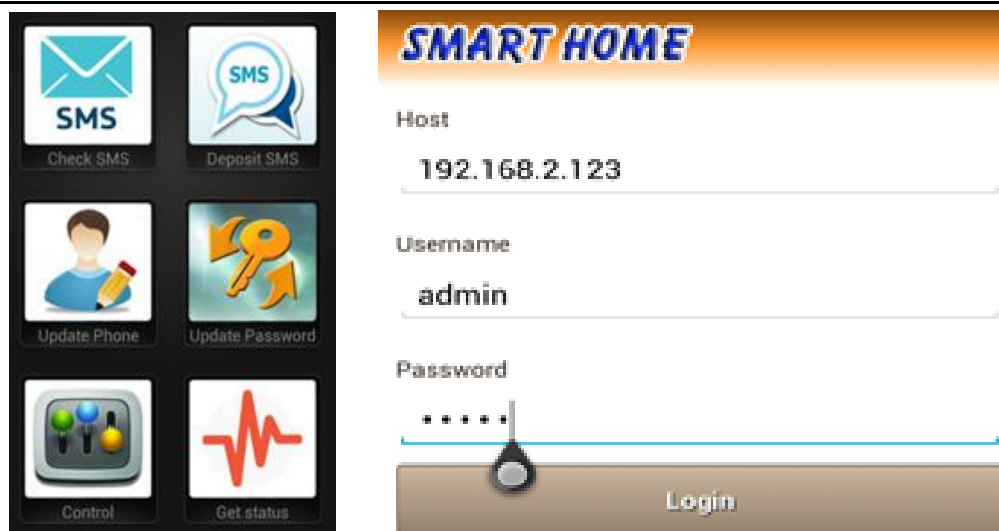 SMS
Check SMS
SMS
Deposit SMS
Update Phone
Update Password
Control
Get status
SMART HOME
Host
192.168.2.123
Username
admin
Password
•••••
Login